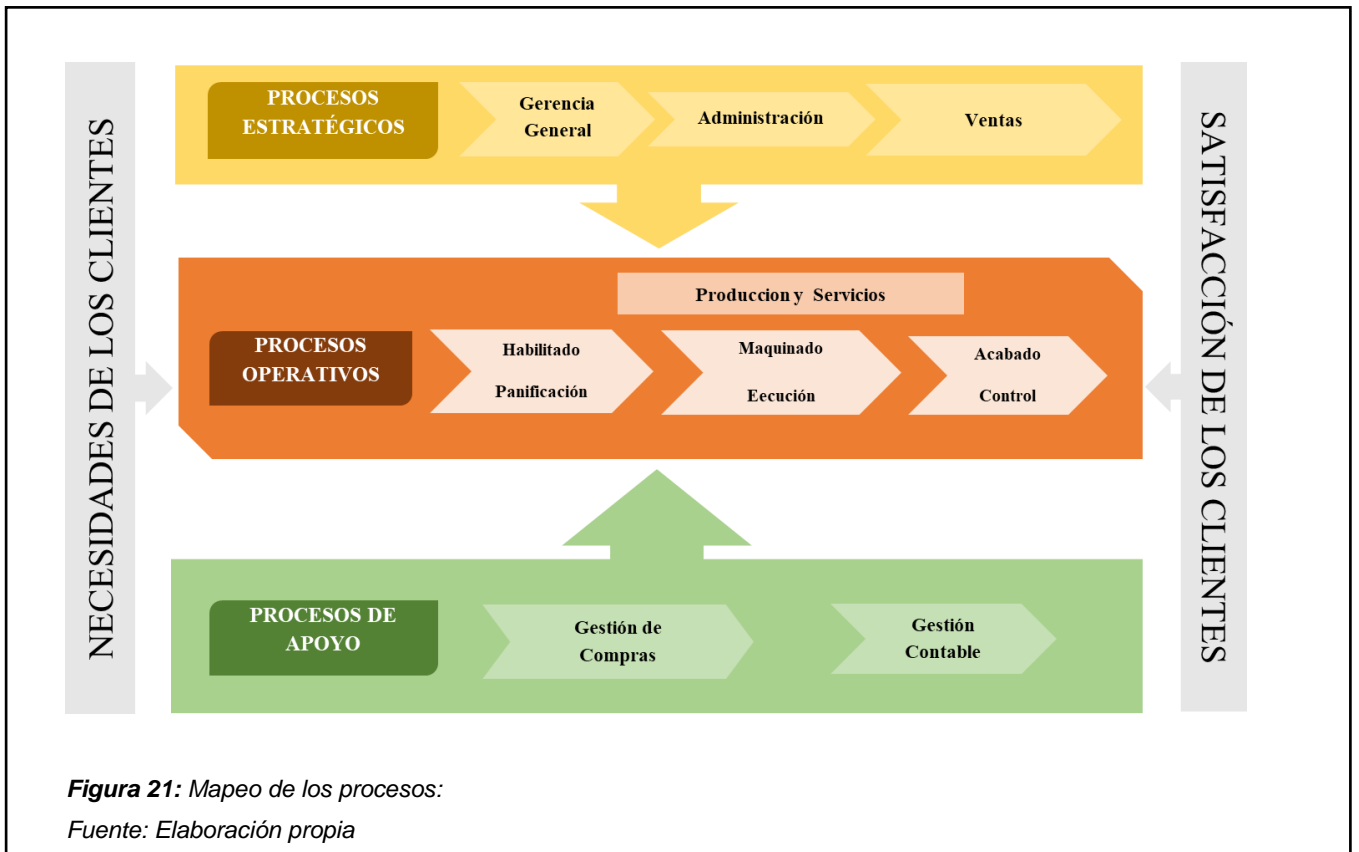 NECESIDADES DE LOS CLIENTES
PROCESOS
ESTRATÉGICOS
Gerencia
General
Administración
Ventas
Produccion y Servicios
PROCESOS
OPERATIVOS
Habilitado
Panificación
Maquinado
Eecución
Acabado
Control
PROCESOS DE
APOYO
Gestión de
Compras
Gestión
Contable
SATISFACCIÓN DE LOS CLIENTES
Figura 21: Mapeo de los procesos:
Fuente: Elaboración propia